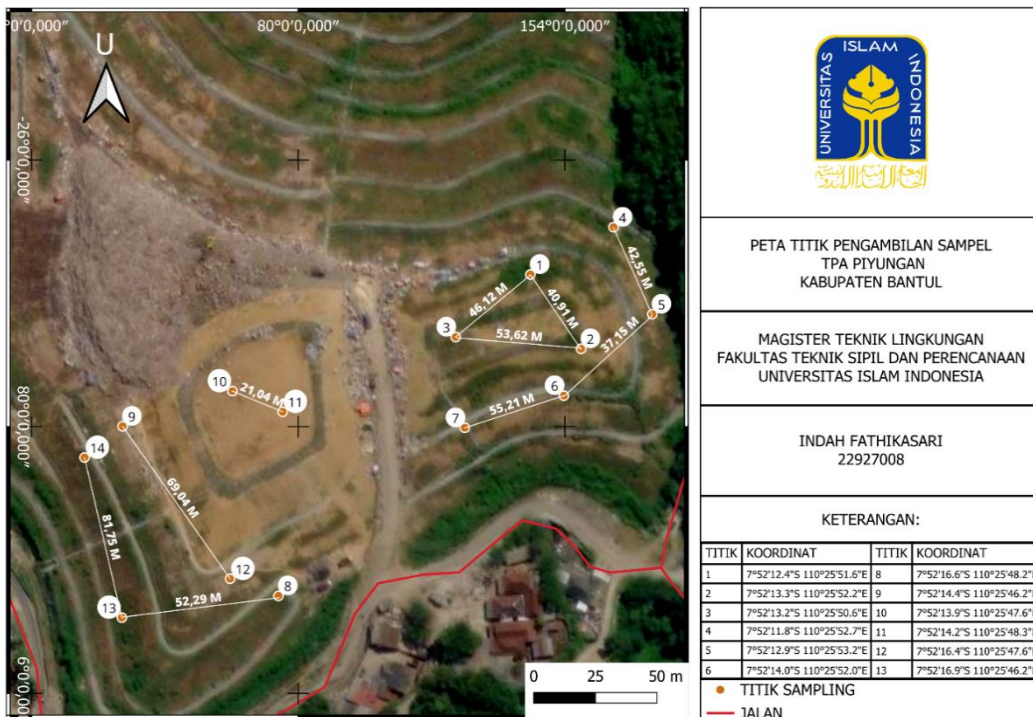 0°0,000"
80°0'0,000"
154°0'0,000"
U
-26°0'0,000"
80°0'0,000"
6°0'0,000"
4
42,55 M
1
46,12 M
40,91 M
5
3
53,62 M
2
37,15 M
6
7
55,21 M
10
21,04 M
11
9
14
69,04 M
81,75 M
12
8
13
52,29 M
0 25 50 m
UNIVERSITAS ISLAM INDONESIA
PETA TITIK PENGAMBILAN SAMPEL
TPA PIYUNGAN
KABUPATEN BANTUL
MAGISTER TEKNIK LINGKUNGAN
FAKULTAS TEKNIK SIPIL DAN PERENCANAAN
UNIVERSITAS ISLAM INDONESIA
INDAH FATHIKASARI
22927008
KETERANGAN:
TITIK KOORDINAT TITIK KOORDINAT
1 7°52'12.4"S 110°25'51.6"E 8 7°52'16.6"S 110°25'48.2"
2 7°52'13.3"S 110°25'52.2"E 9 7°52'14.4"S 110°25'46.2"
3 7°52'13.2"S 110°25'50.6"E 10 7°52'13.9"S 110°25'47.6"
4 7°52'11.8"S 110°25'52.7"E 11 7°52'14.2"S 110°25'48.3"
5 7°52'12.9"S 110°25'53.2"E 12 7°52'16.4"S 110°25'47.6"
6 7°52'14.0"S 110°25'52.0"E 13 7°52'16.9"S 110°25'46.2"
TITIK SAMPLING
JALAN